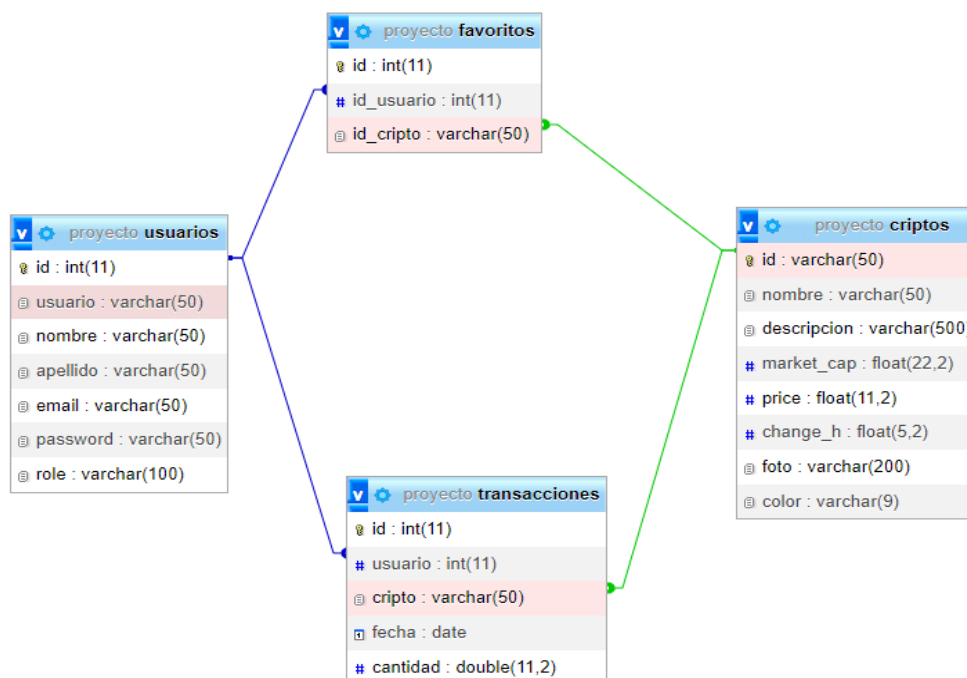 v proyecto favoritos
id : int(11)
# id_usuario : int(11)
id_cripto : varchar(50)
v proyecto usuarios
id : int(11)
usuario : varchar(50)
nombre : varchar(50)
apellido : varchar(50)
email : varchar(50)
password : varchar(50)
role : varchar(100)
v proyecto criptos
id : varchar(50)
nombre : varchar(50)
descripcion : varchar(500)
# market_cap : float(22,2)
# price : float(11,2)
# change_h : float(5,2)
foto : varchar(200)
color : varchar(9)
v proyecto transacciones
id : int(11)
# usuario : int(11)
cripto : varchar(50)
fecha : date
# cantidad : double(11,2)